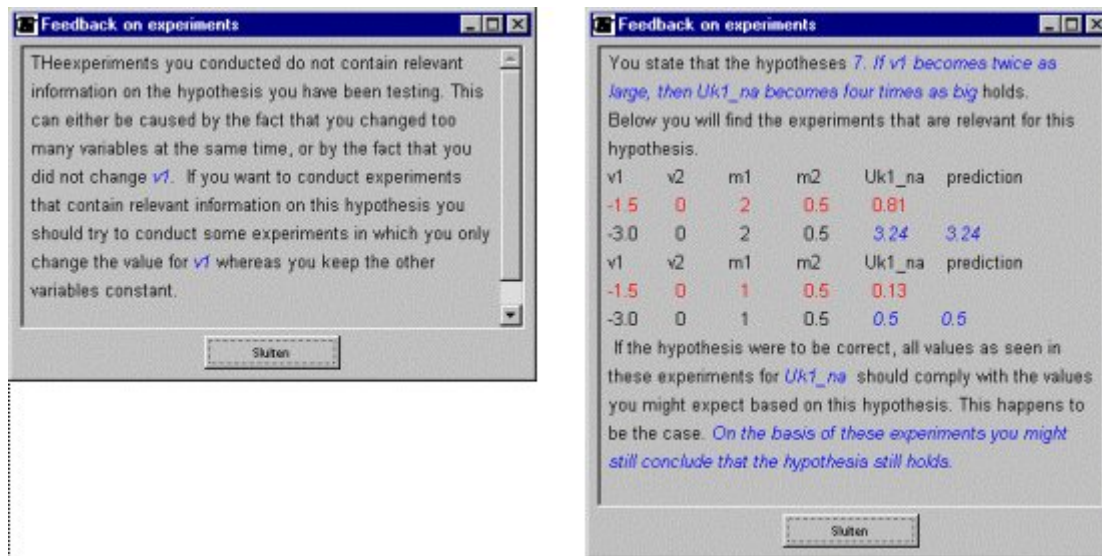 Feedback on experiments
THeexperiments you conducted do not contain relevant
information on the hypothesis you have been testing. This
can either be caused by the fact that you changed too
many variables at the same time, or by the fact that you
did not change v1. If you want to conduct experiments
that contain relevant information on this hypothesis you
should try to conduct some experiments in which you only
change the value for v1 whereas you keep the other
variables constant.
Sluiten
Feedback on experiments
You state that the hypotheses 7. If v1 becomes twice as
large, then Uk1_na becomes four times as big holds.
Below you will find the experiments that are relevant for this
hypothesis.
v1 v2 m1 m2 Uk1_na prediction
-1.5 0 2 0.5 0.81
-3.0 0 2 0.5 3.24 3.24
v1 v2 m1 m2 Uk1_na prediction
-1.5 0 1 0.5 0.13
-3.0 0 1 0.5 0.5 0.5
If the hypothesis were to be correct, all values as seen in
these experiments for Uk1_na should comply with the values
you might expect based on this hypothesis. This happens to
be the case. On the basis of these experiments you might
still conclude that the hypothesis still holds.
Sluiten